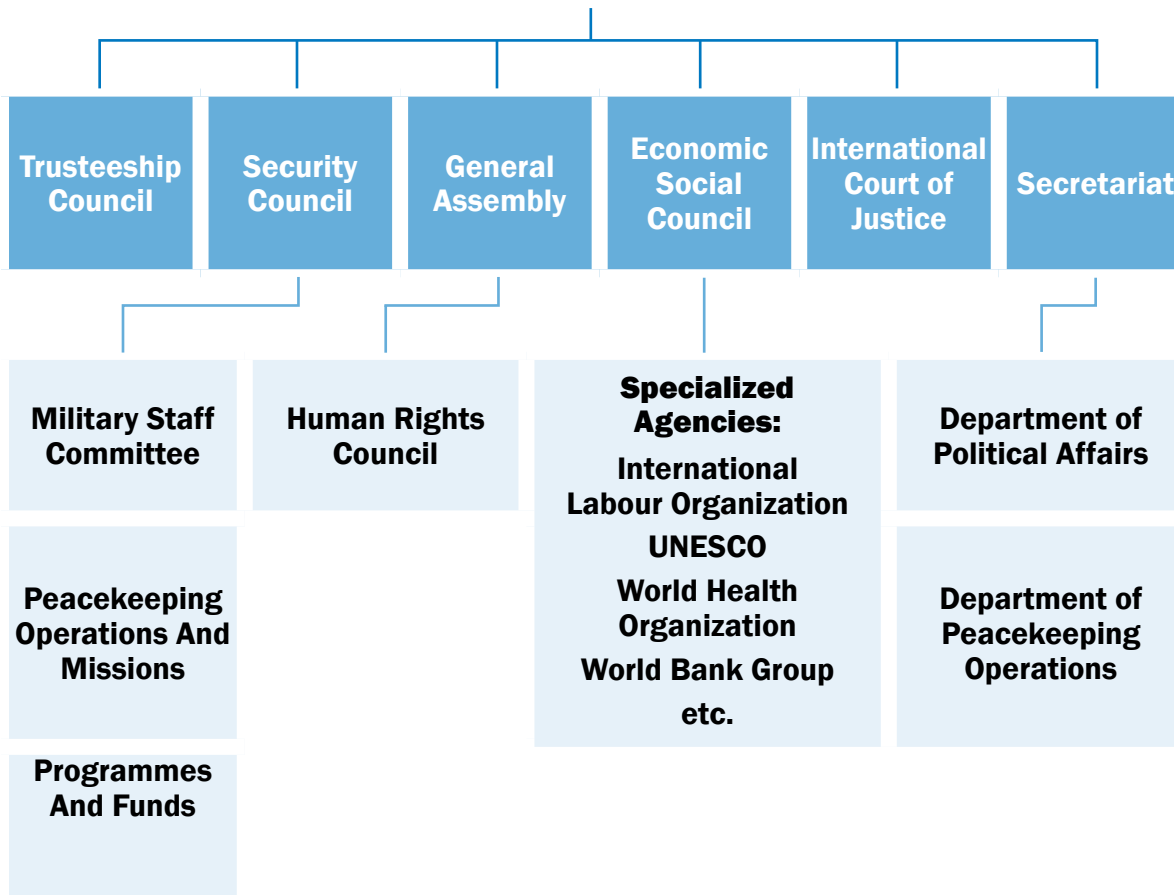 Trusteeship
Council
Security
Council
General
Assembly
Economic
Social
Council
International
Court of
Justice
Secretariat
Military Staff
Committee
Human Rights
Council
Specialized
Agencies:
International
Labour Organization
UNESCO
World Health
Organization
World Bank Group
etc.
Department of
Political Affairs
Peacekeeping
Operations And
Missions
Department of
Peacekeeping
Operations
Programmes
And Funds